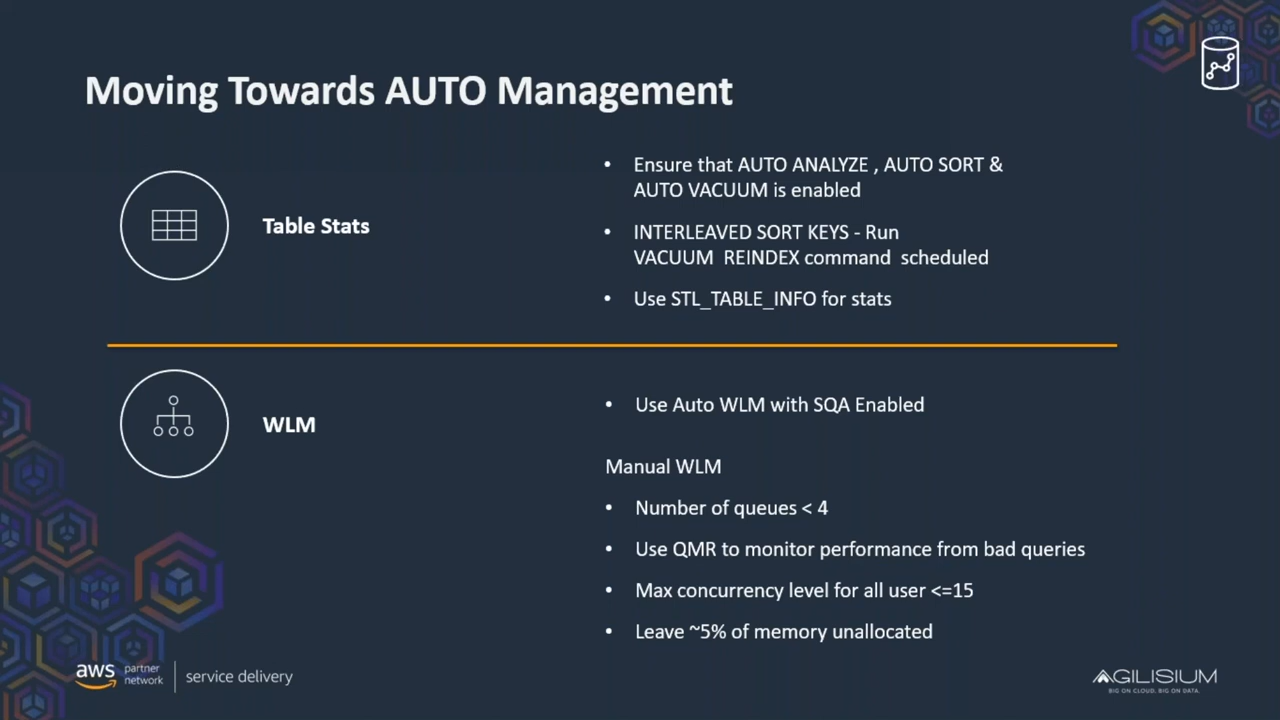 Moving Towards AUTO Management
Table Stats
• Ensure that AUTO ANALYZE , AUTO SORT &
AUTO VACUUM is enabled
• INTERLEAVED SORT KEYS - Run
VACUUM  REINDEX command  scheduled
• Use STL_TABLE_INFO for stats
WLM
• Use Auto WLM with SQA Enabled
Manual WLM
• Number of queues < 4
• Use QMR to monitor performance from bad queries
• Max concurrency level for all user <=15
• Leave ~5% of memory unallocated
aws
partner
network
service delivery
AGILISIUM
BIG ON CLOUD. BIG ON DATA.